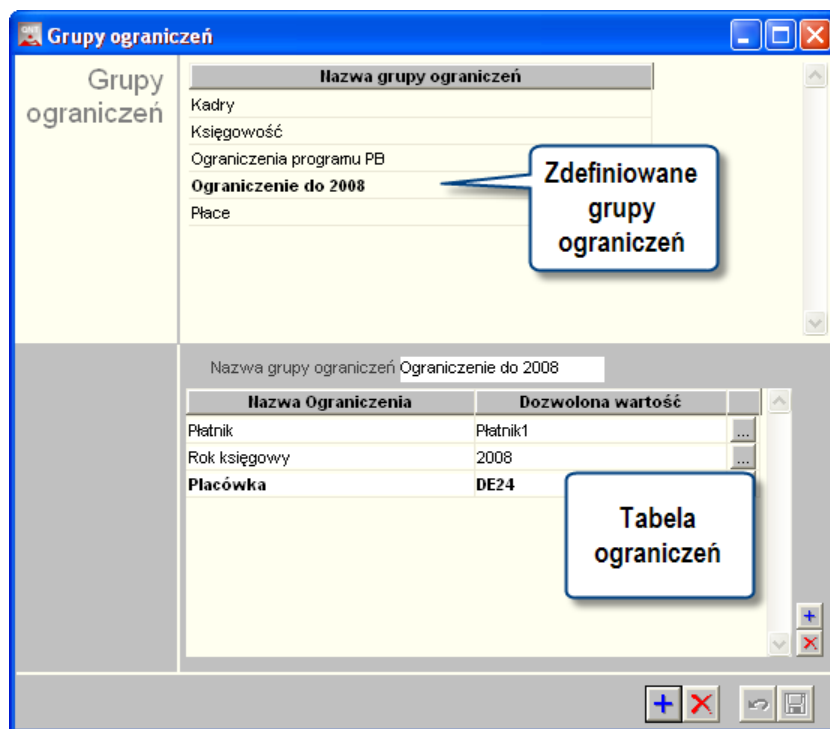 Grupy ograniczeń
Grupy
ograniczeń
Nazwa grupy ograniczeń
Kadry
Księgowość
Ograniczenia programu PB
Ograniczenie do 2008
Płace
Zdefiniowane
grupy
ograniczeń
Nazwa grupy ograniczeń Ograniczenie do 2008
Nazwa Ograniczenia Dozwolona wartość
Płatnik Płatnik1 ...
Rok księgowy 2008 ...
Placówka DE24
Tabela
ograniczeń